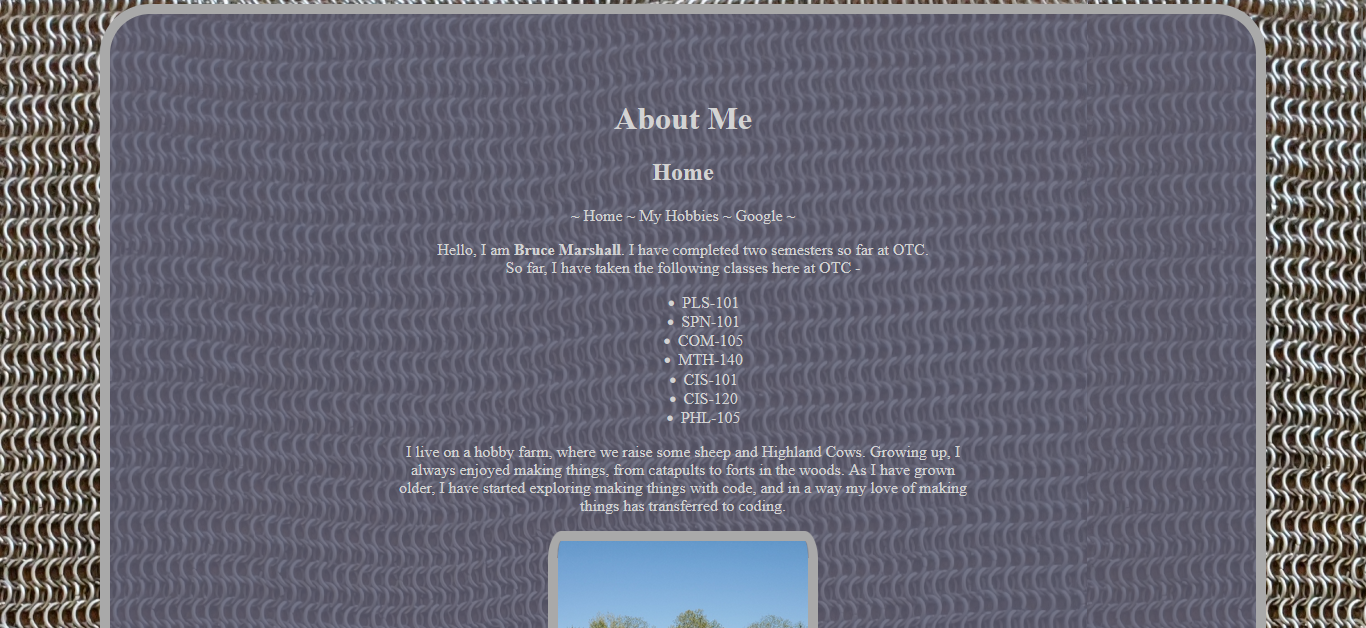 About Me
Home
~ Home ~ My Hobbies ~ Google ~
Hello, I am Bruce Marshall. I have completed two semesters so far at OTC.
So far, I have taken the following classes here at OTC -
• PLS-101
• SPN-101
• COM-105
• MTH-140
• CIS-101
• CIS-120
• PHL-105
I live on a hobby farm, where we raise some sheep and Highland Cows. Growing up, I
always enjoyed making things, from catapults to forts in the woods. As I have grown
older, I have started exploring making things with code, and in a way my love of making
things has transferred to coding.